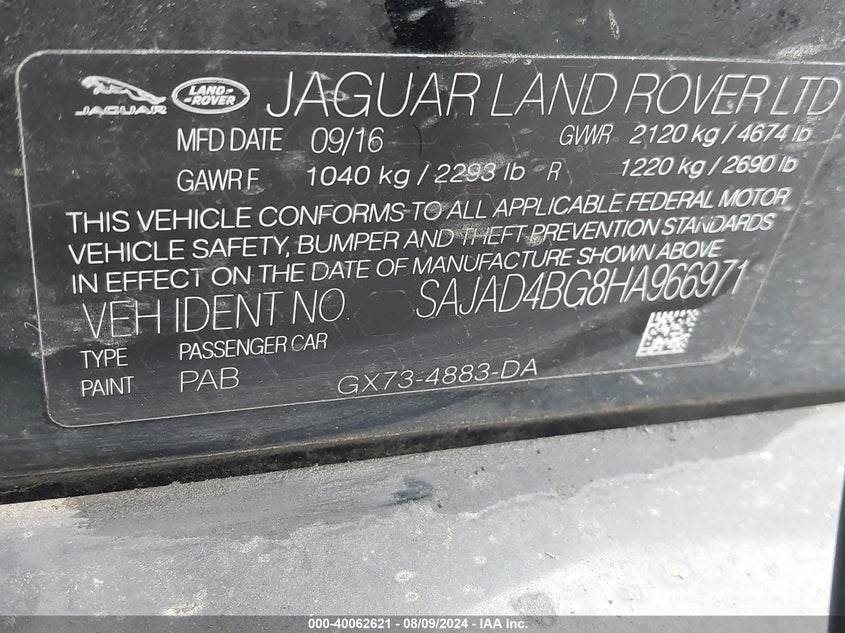 JAGUAR LAND-ROVER JAGUAR LAND ROVER LTD
MFD DATE 09/16 GVWR 2120 kg / 4674 lb
GAWR F 1040 kg / 2293 lb R 1220 kg / 2690 lb
THIS VEHICLE CONFORMS TO ALL APPLICABLE FEDERAL MOTOR
VEHICLE SAFETY, BUMPER AND THEFT PREVENTION STANDARDS
IN EFFECT ON THE DATE OF MANUFACTURE SHOWN ABOVE
VEH IDENT NO. SAJAD4BG8HA966971
TYPE PASSENGER CAR
PAINT PAB GX73-4883-DA
000-40062621 - 08/09/2024 - IAA Inc.